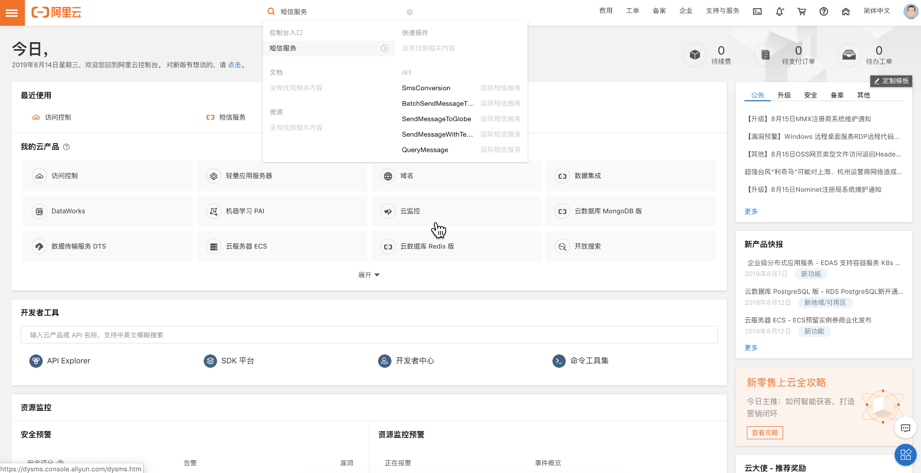 阿里云
短信服务
费用 工单 备案 企业 支持与服务 简体中文
控制台入口
短信服务
文档
没有找到相关内容
资源
没有找到相关内容
快捷操作
没有找到相关内容
API
SmsConversion 国际短信服务
BatchSendMessageT... 国际短信服务
SendMessageToGlobe 国际短信服务
SendMessageWithTe... 国际短信服务
QueryMessage 国际短信服务
今日，
2019年8月14日星期三，欢迎您回到阿里云控制台。 对新版有想说的，请 点击。
0
待续费
0
待支付订单
0
待办工单
定制模板
最近使用
访问控制
短信服务
我的云产品
访问控制
轻量应用服务器
域名
数据集成
DataWorks
机器学习 PAI
云监控
云数据库 MongoDB 版
数据传输服务 DTS
云服务器 ECS
云数据库 Redis 版
开放搜索
展开
开发者工具
输入云产品或 API 名称，支持中英文模糊搜索
API Explorer
SDK 平台
开发者中心
命令工具集
资源监控
安全预警
告警
漏洞
资源监控预警
正在报警
事件概览
公告 升级 安全 备案 其他
【升级】8月15日MMX注册局系统维护通知
【漏洞预警】Windows 远程桌面服务RDP远程代码...
【其他】8月15日OSS网页类型文件访问返回Heade...
超强台风“利奇马”可能对上海、杭州运营商网络造成...
【升级】8月15日Nominet注册局系统维护通知
更多
新产品快报
企业级分布式应用服务 - EDAS 支持容器服务 K8s ...
2019年8月7日 新功能
云数据库 PostgreSQL 版 - RDS PostgreSQL新开通...
2019年8月12日 新地域/可用区
云服务器 ECS - ECS预留实例券商业化发布
2019年8月12日 新功能
更多
新零售上云全攻略
今日主推：如何智能获客，打造
营销闭环
查看攻略
云大使 - 推荐奖励
https://dysms.console.aliyun.com/dysms.htm